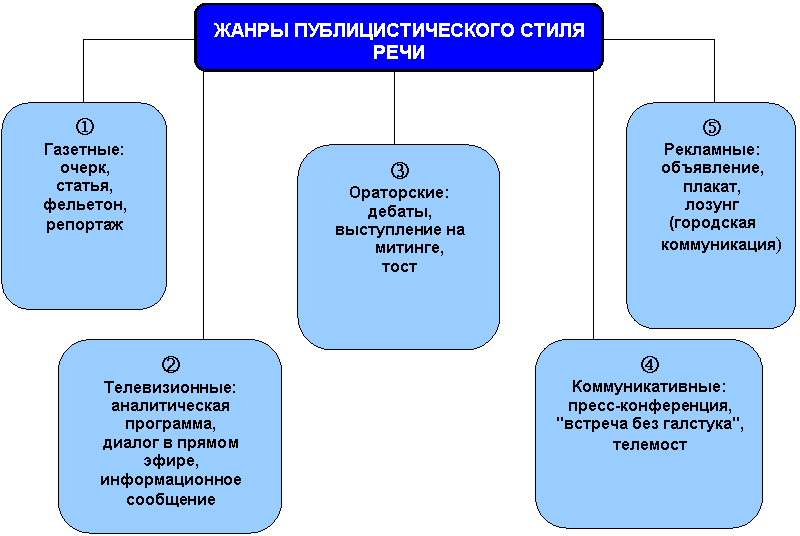 ЖАНРЫ ПУБЛИЦИСТИЧЕСКОГО СТИЛЯ
РЕЧИ
①
Газетные:
очерк,
статья,
фельетон,
репортаж
②
Телевизионные:
аналитическая
программа,
диалог в прямом
эфире,
информационное
сообщение
③
Ораторские:
дебаты,
выступление на
митинге,
тост
④
Коммуникативные:
пресс-конференция,
"встреча без галстука",
телемост
⑤
Рекламные:
объявление,
плакат,
лозунг
(городская
коммуникация)